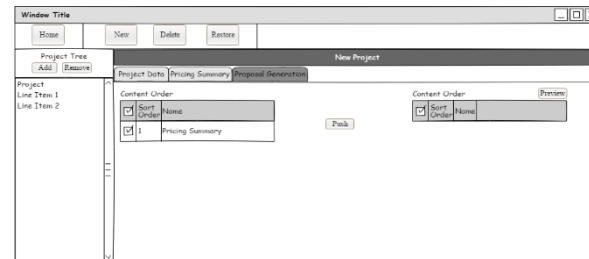 Window Title
Home New Delete Restore
Project Tree
Add Remove
New Project
Project
Line Item 1
Line Item 2
Project Data Pricing Summary Proposal Generation
Content Order
Sort Order Name
1 Pricing Summary
Push
Content Order Preview
Sort Order Name